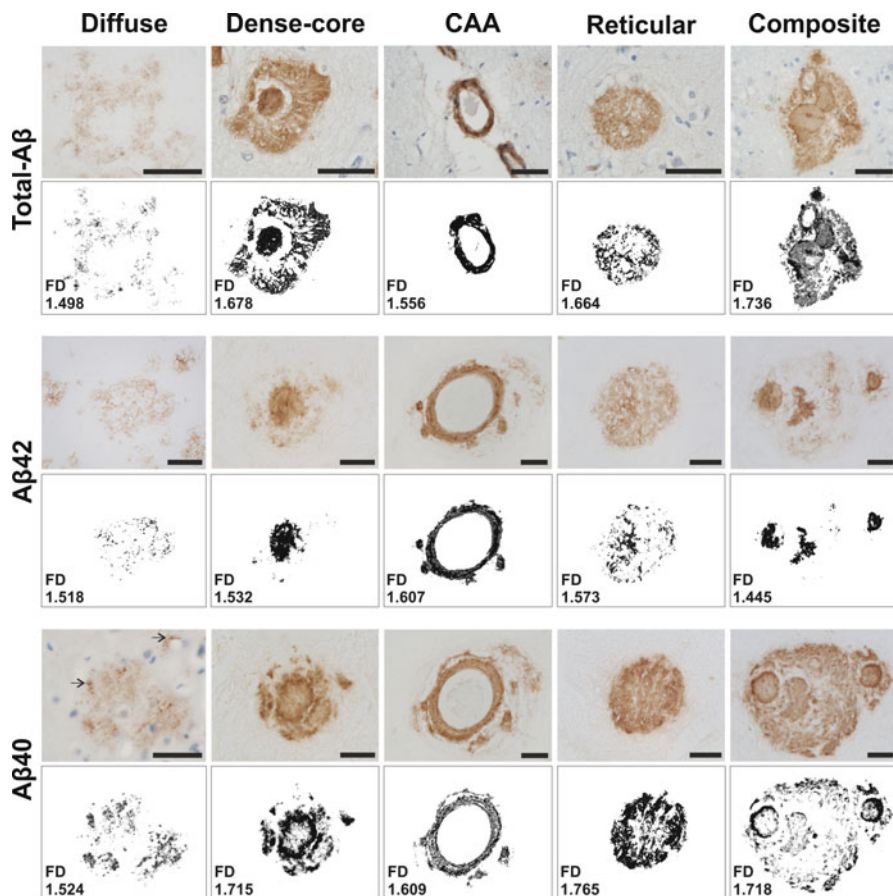 Diffuse Dense-core CAA Reticular Composite
Total-Aβ
FD FD FD FD FD
1.498 1.678 1.556 1.664 1.736
Aβ42
FD FD FD FD FD
1.518 1.532 1.607 1.573 1.445
Aβ40
FD FD FD FD FD
1.524 1.715 1.609 1.765 1.718